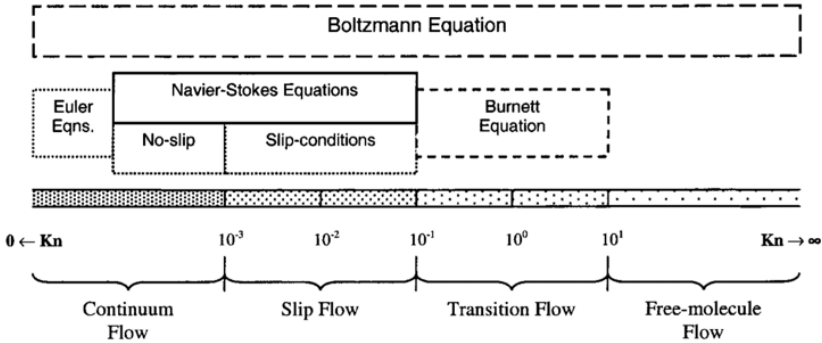 Boltzmann Equation
Euler
Eqns.
Navier-Stokes Equations
No-slip
Slip-conditions
Burnett
Equation
0 ← Kn
10⁻³
10⁻²
10⁻¹
10⁰
10¹
Kn → ∞
Continuum
Flow
Slip Flow
Transition Flow
Free-molecule
Flow